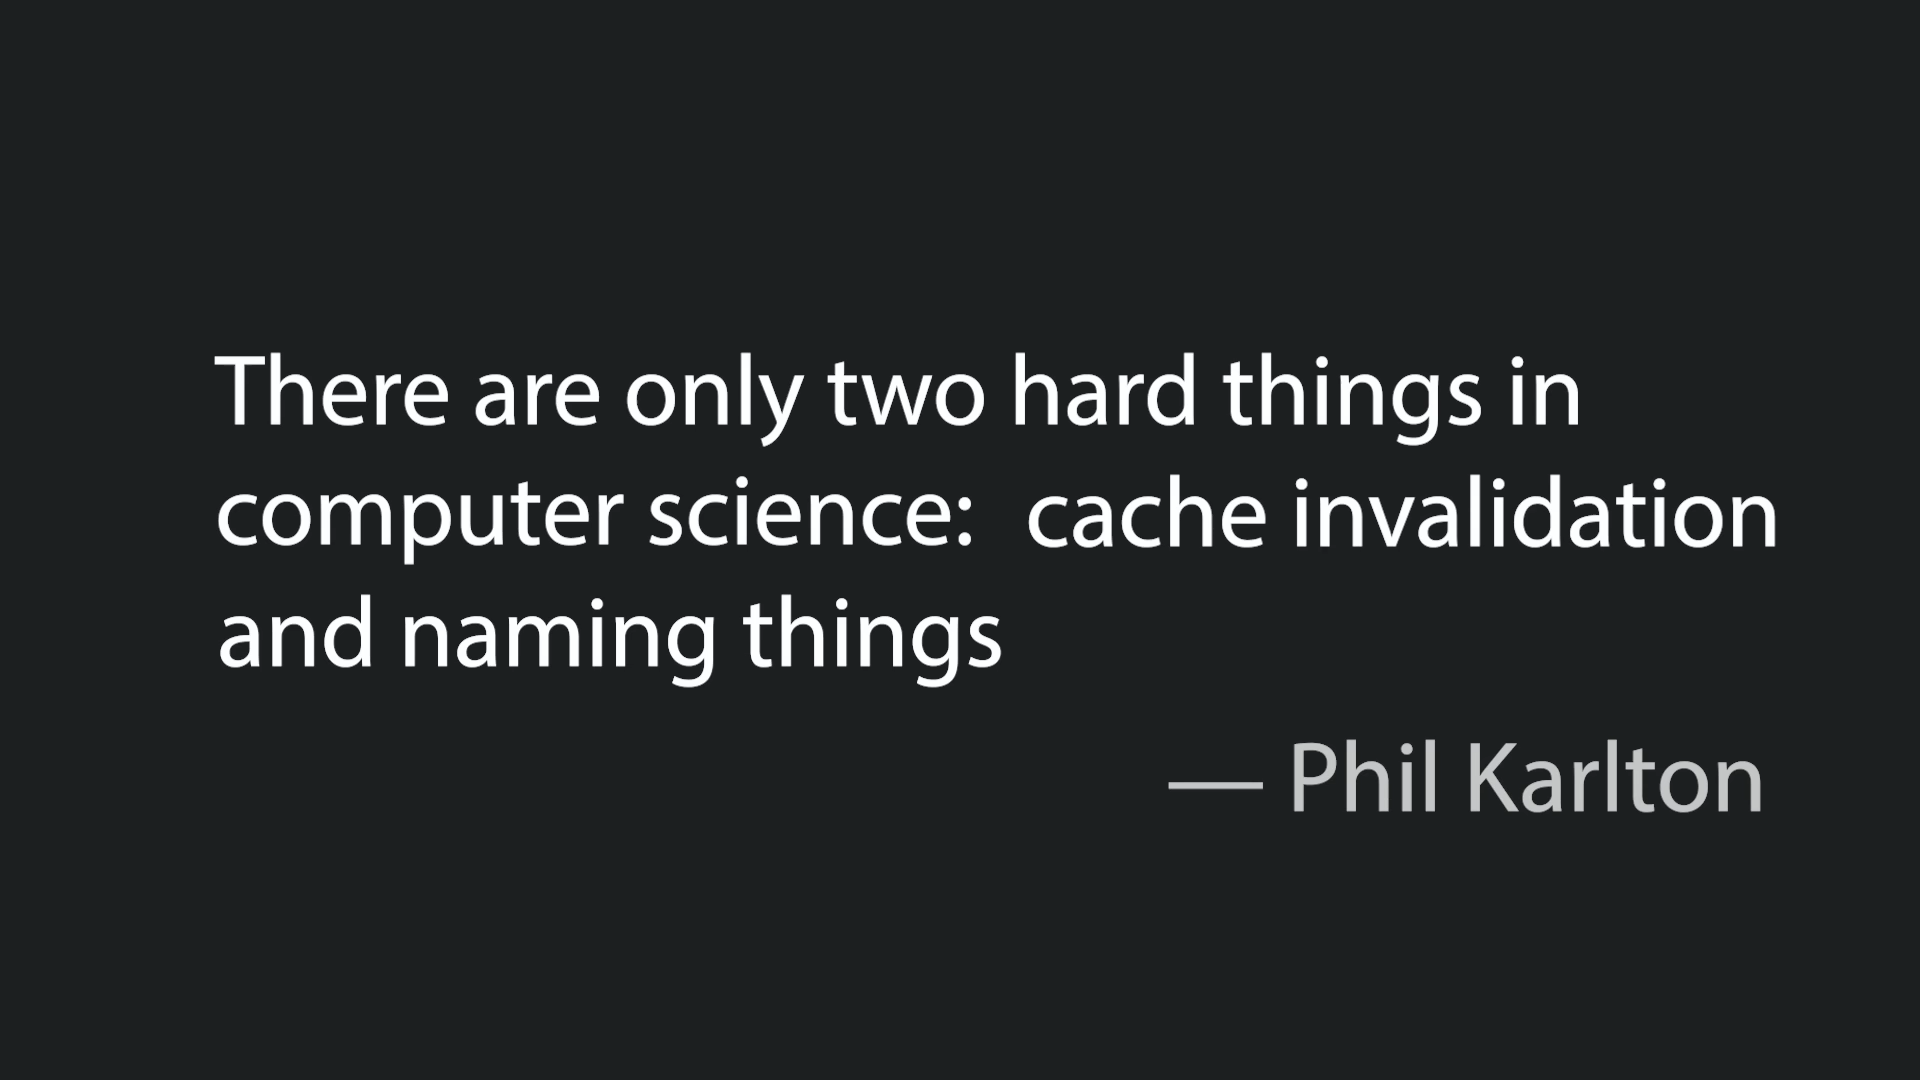 There are only two hard things in
computer science: cache invalidation
and naming things
— Phil Karlton